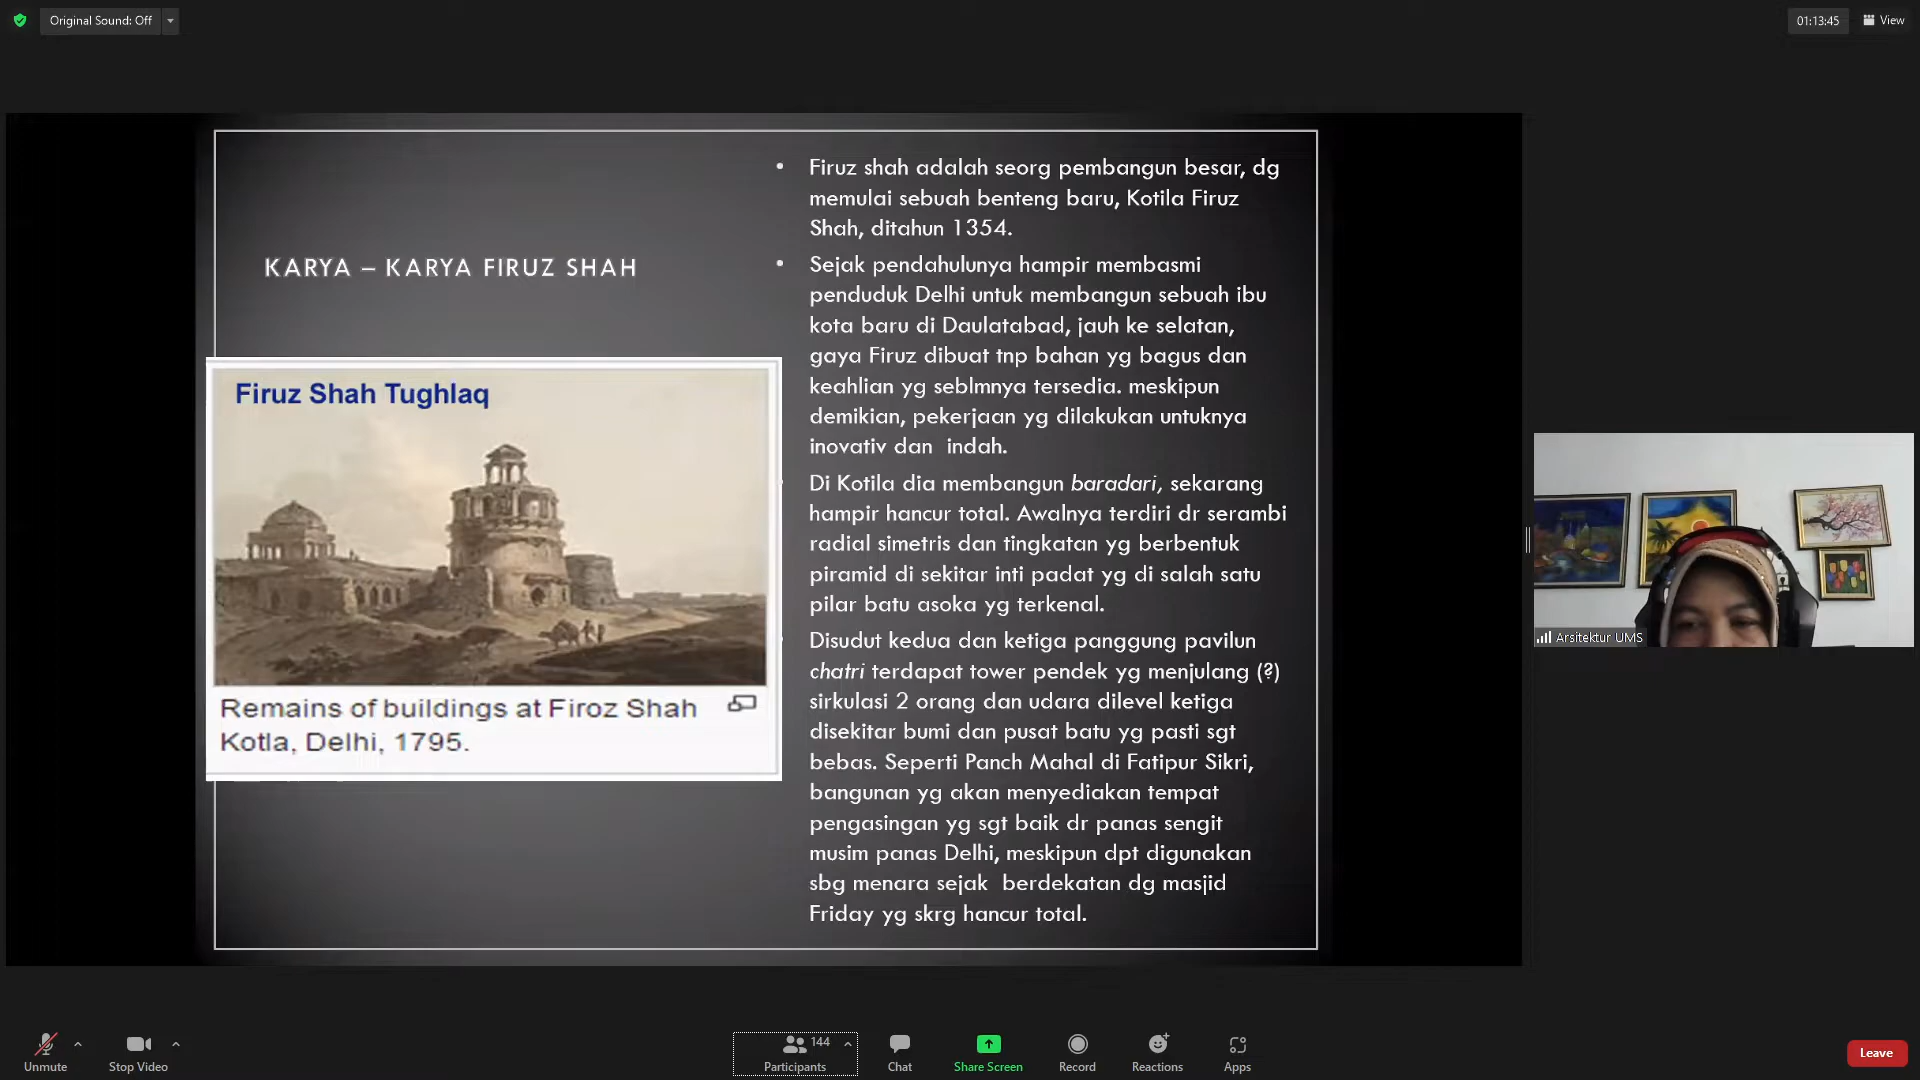 Original Sound: Off
01:13:45
View
KARYA – KARYA FIRUZ SHAH
Firuz Shah Tughlaq
Remains of buildings at Firoz Shah
Kotla, Delhi, 1795.
• Firuz shah adalah seorg pembangun besar, dg
memulai sebuah benteng baru, Kotila Firuz
Shah, ditahun 1354.
• Sejak pendahulunya hampir membasmi
penduduk Delhi untuk membangun sebuah ibu
kota baru di Daulatabad, jauh ke selatan,
gaya Firuz dibuat tnp bahan yg bagus dan
keahlian yg seblmnya tersedia. meskipun
demikian, pekerjaan yg dilakukan untuknya
inovativ dan indah.
Di Kotila dia membangun baradari, sekarang
hampir hancur total. Awalnya terdiri dr serambi
radial simetris dan tingkatan yg berbentuk
piramid di sekitar inti padat yg di salah satu
pilar batu asoka yg terkenal.
Disudut kedua dan ketiga panggung pavilun
chatri terdapat tower pendek yg menjulang (?)
sirkulasi 2 orang dan udara dilevel ketiga
disekitar bumi dan pusat batu yg pasti sgt
bebas. Seperti Panch Mahal di Fatipur Sikri,
bangunan yg akan menyediakan tempat
pengasingan yg sgt baik dr panas sengit
musim panas Delhi, meskipun dpt digunakan
sbg menara sejak berdekatan dg masjid
Friday yg skrg hancur total.
Arsitektur UMS
Unmute
Stop Video
144
Participants
Chat
Share Screen
Record
Reactions
Apps
Leave